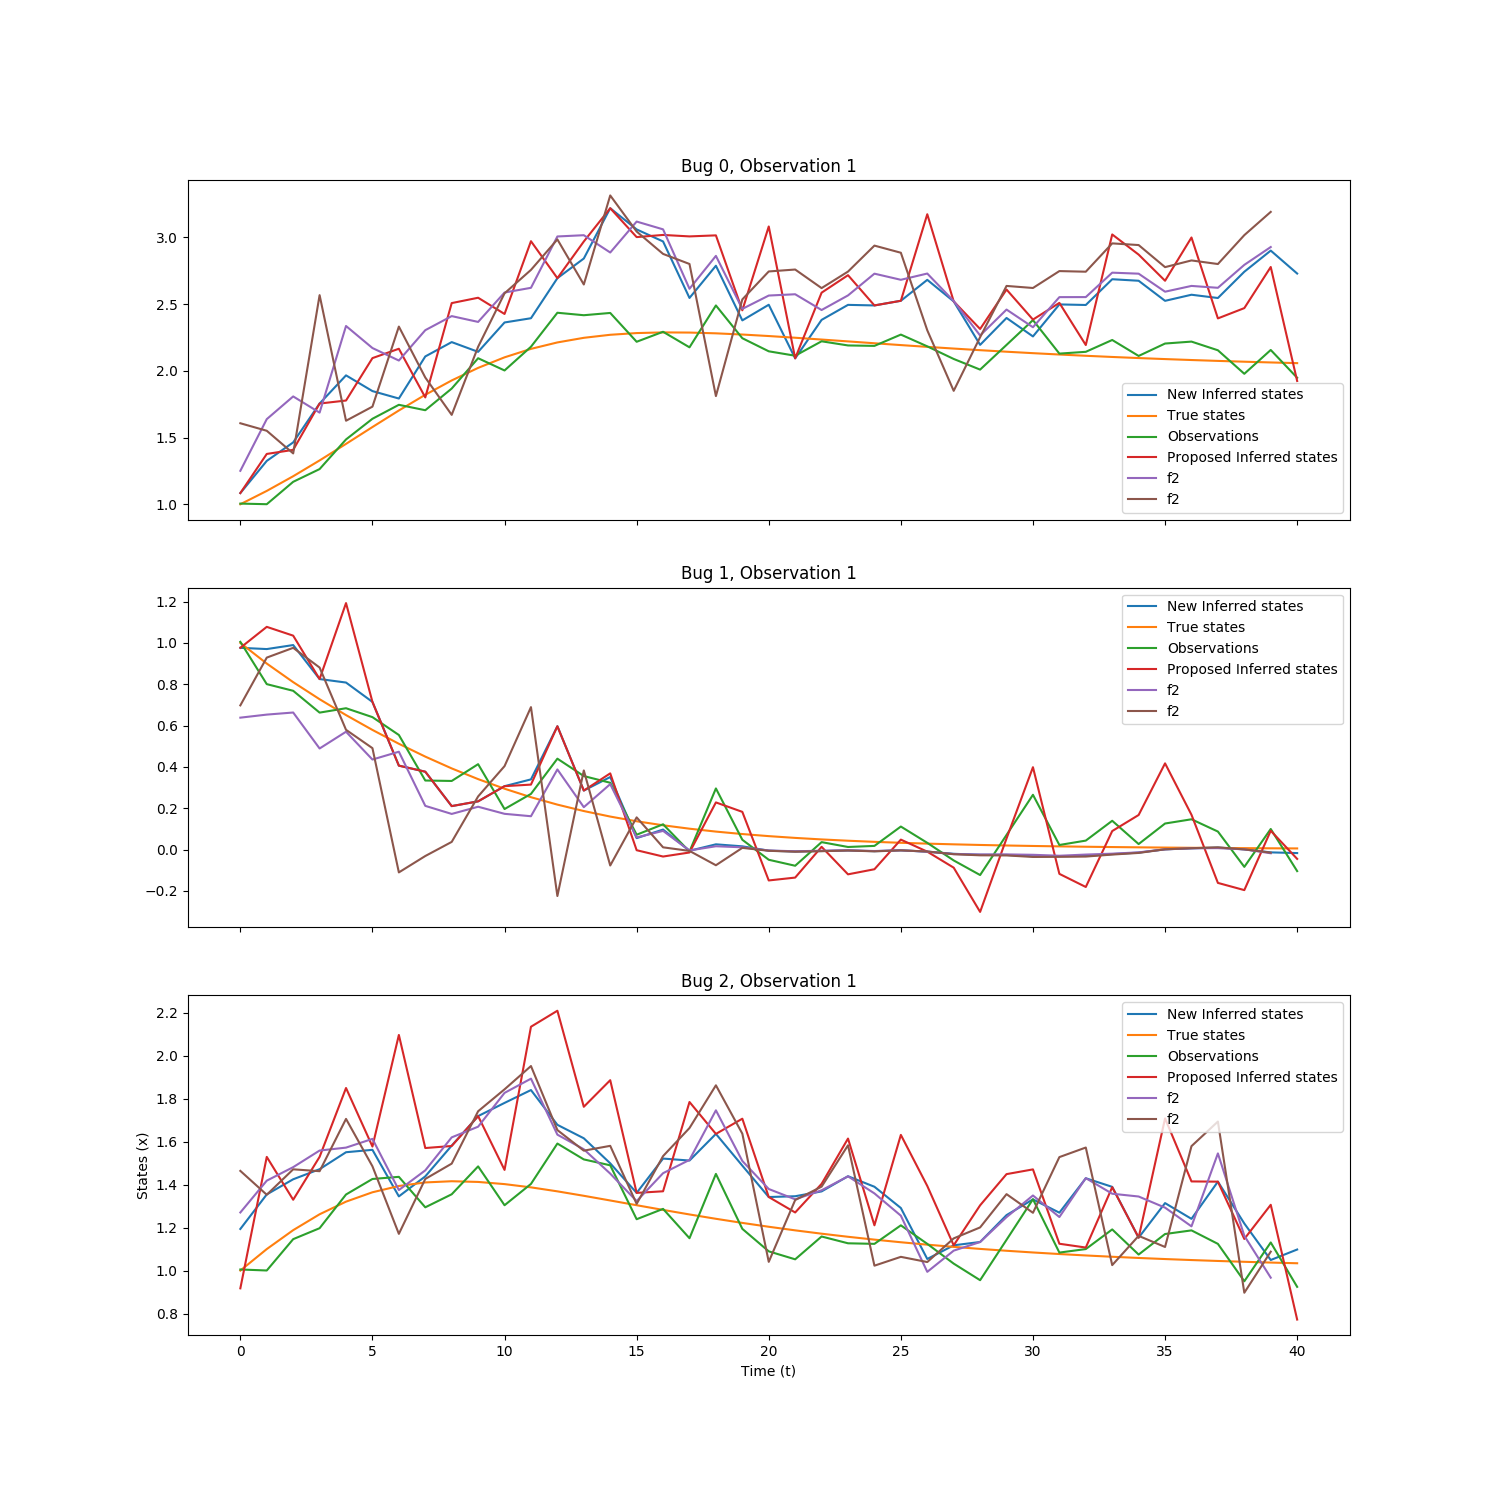 Bug 0, Observation 1
3.0
2.5
2.0
1.5
1.0
New Inferred states
True states
Observations
Proposed Inferred states
f2
f2
Bug 1, Observation 1
1.2
1.0
0.8
0.6
0.4
0.2
0.0
−0.2
New Inferred states
True states
Observations
Proposed Inferred states
f2
f2
Bug 2, Observation 1
States (x)
2.2
2.0
1.8
1.6
1.4
1.2
1.0
0.8
New Inferred states
True states
Observations
Proposed Inferred states
f2
f2
0 5 10 15 20 25 30 35 40
Time (t)